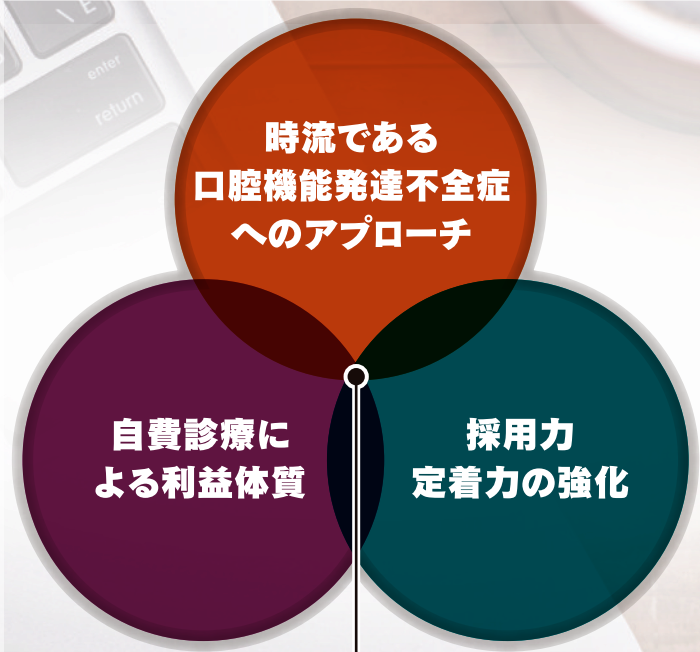 enter
return
時流である
口腔機能発達不全症
へのアプローチ
自費診療に
よる利益体質
採用力
定着力の強化